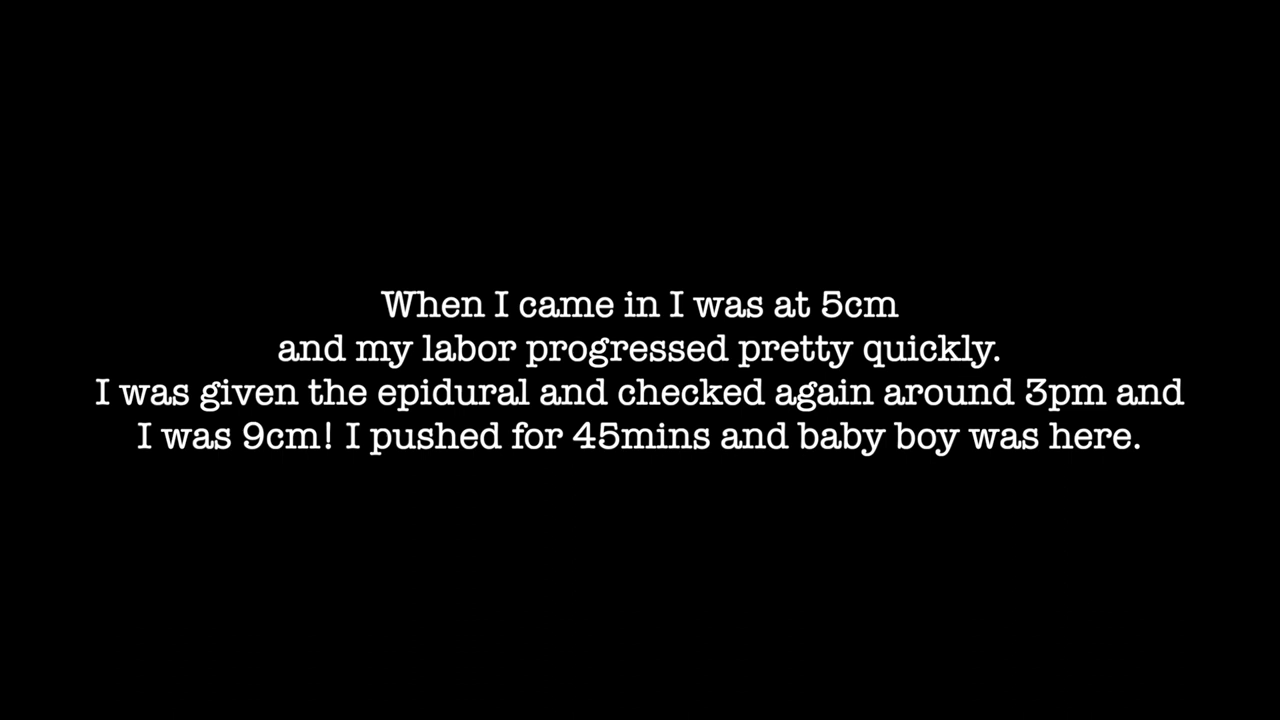 When I came in I was at 5cm
and my labor progressed pretty quickly.
I was given the epidural and checked again around 3pm and
I was 9cm! I pushed for 45mins and baby boy was here.